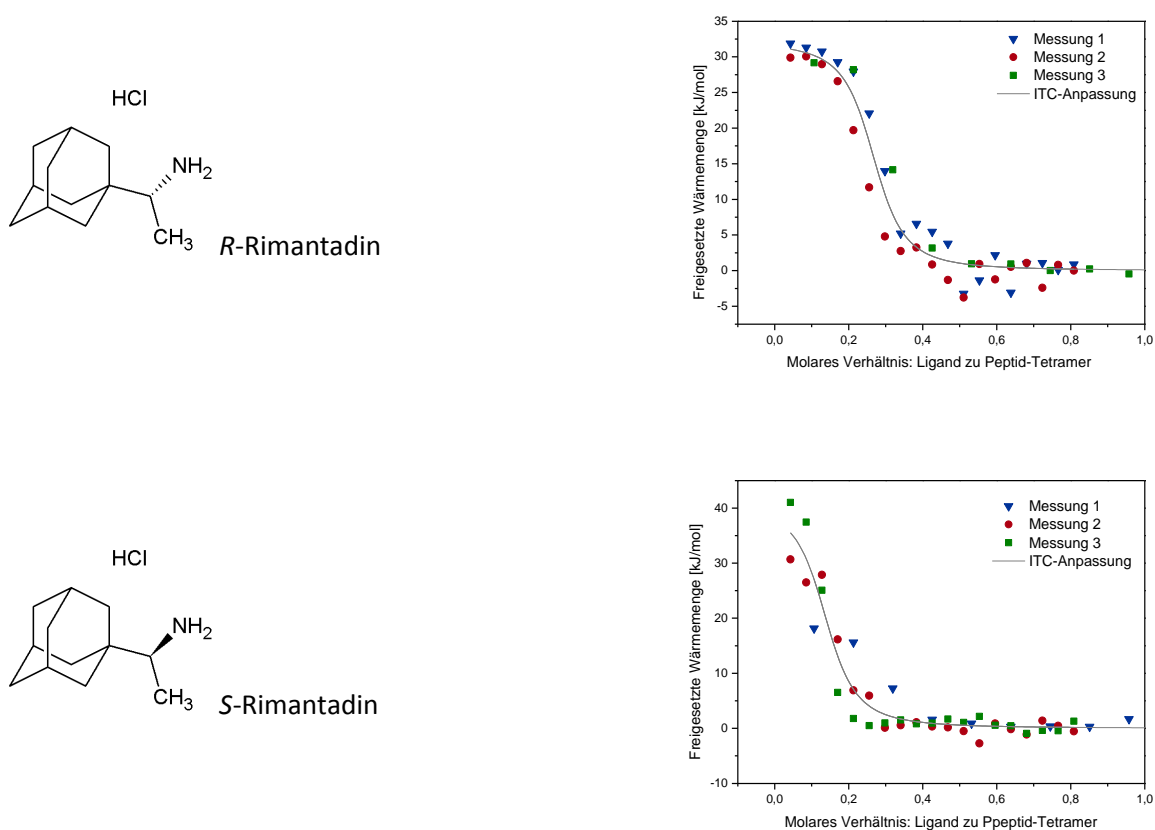 HCl
NH2
CH3
R-Rimantadin
Freigesetzte Wärmemenge [kJ/mol]
35
30
25
20
15
10
5
0
-5
Messung 1
Messung 2
Messung 3
ITC-Anpassung
0,0 0,2 0,4 0,6 0,8 1,0
Molares Verhältnis: Ligand zu Peptid-Tetramer
HCl
NH2
CH3
S-Rimantadin
Freigesetzte Wärmemenge [kJ/mol]
40
30
20
10
0
-10
Messung 1
Messung 2
Messung 3
ITC-Anpassung
0,0 0,2 0,4 0,6 0,8 1,0
Molares Verhältnis: Ligand zu Ppeptid-Tetramer